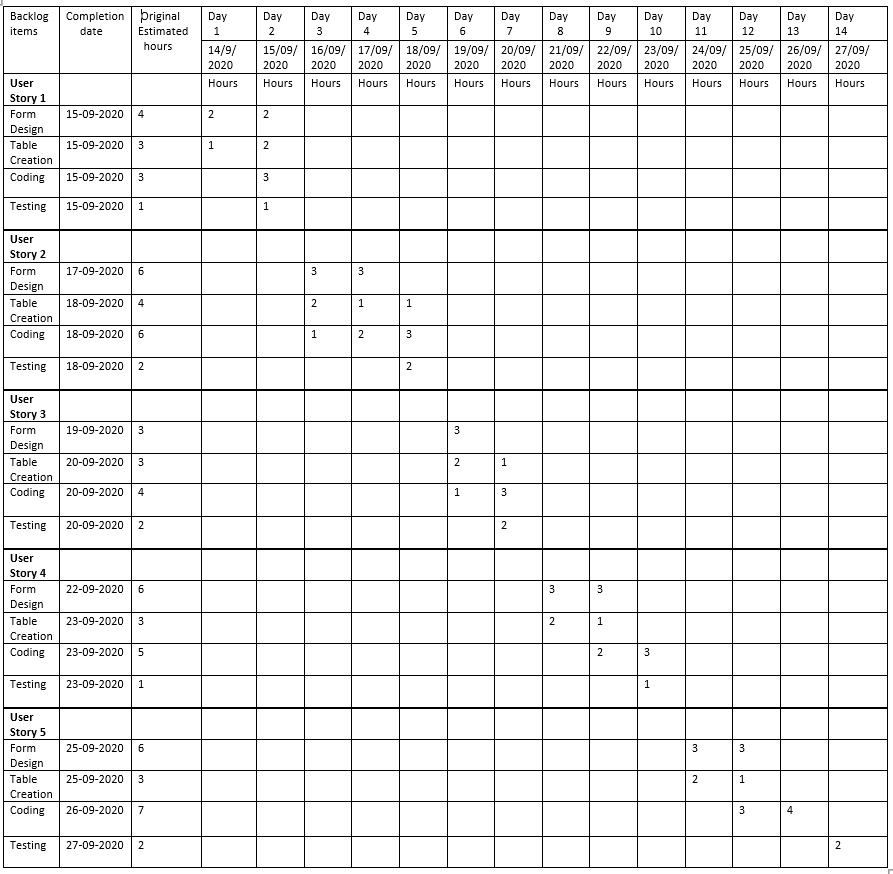 Backlog items Completion date Original Estimated hours Day 1 Day 2 Day 3 Day 4 Day 5 Day 6 Day 7 Day 8 Day 9 Day 10 Day 11 Day 12 Day 13 Day 14
14/9/2020 15/09/2020 16/09/2020 17/09/2020 18/09/2020 19/09/2020 20/09/2020 21/09/2020 22/09/2020 23/09/2020 24/09/2020 25/09/2020 26/09/2020 27/09/2020
User Story 1 Hours Hours Hours Hours Hours Hours Hours Hours Hours Hours Hours Hours Hours Hours
Form Design 15-09-2020 4 2 2
Table Creation 15-09-2020 3 1 2
Coding 15-09-2020 3 3
Testing 15-09-2020 1 1
User Story 2
Form Design 17-09-2020 6 3 3
Table Creation 18-09-2020 4 2 1 1
Coding 18-09-2020 6 1 2 3
Testing 18-09-2020 2 2
User Story 3
Form Design 19-09-2020 3 3
Table Creation 20-09-2020 3 2 1
Coding 20-09-2020 4 1 3
Testing 20-09-2020 2 2
User Story 4
Form Design 22-09-2020 6 3 3
Table Creation 23-09-2020 3 2 1
Coding 23-09-2020 5 2 3
Testing 23-09-2020 1 1
User Story 5
Form Design 25-09-2020 6 3 3
Table Creation 25-09-2020 3 2 1
Coding 26-09-2020 7 3 4
Testing 27-09-2020 2 2